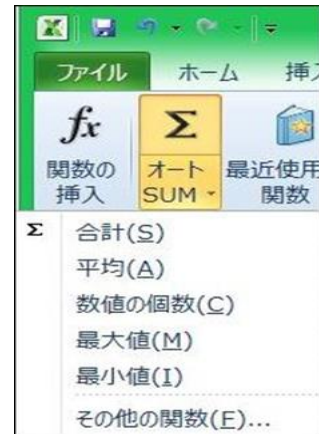 ファイル ホーム 挿
fx Σ
関数の 挿入
オート SUM
最近使用 関数
Σ 合計(S)
平均(A)
数値の個数(C)
最大値(M)
最小値(I)
その他の関数(F)...